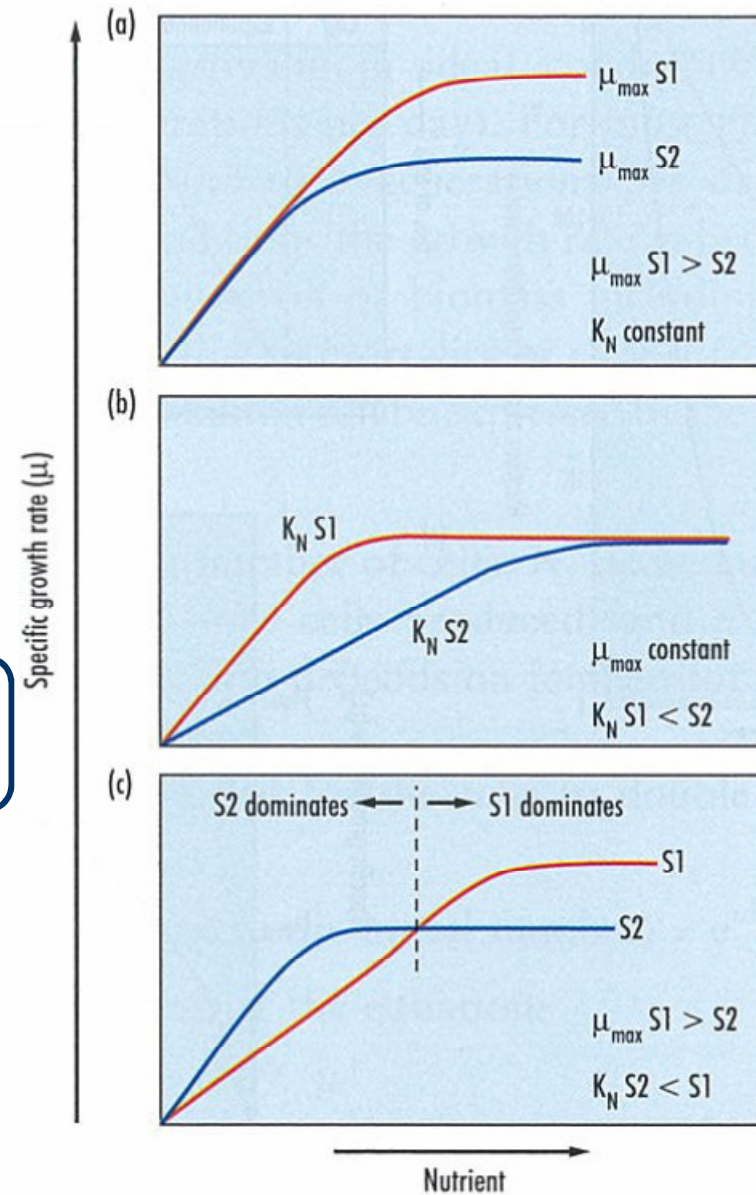 (a)
μmax S1
μmax S2
μmax S1 > S2
KN constant
(b)
KN S1
KN S2
μmax constant
KN S1 < S2
(c)
S2 dominates
S1 dominates
S1
S2
μmax S1 > S2
KN S2 < S1
Specific growth rate (μ)
Nutrient